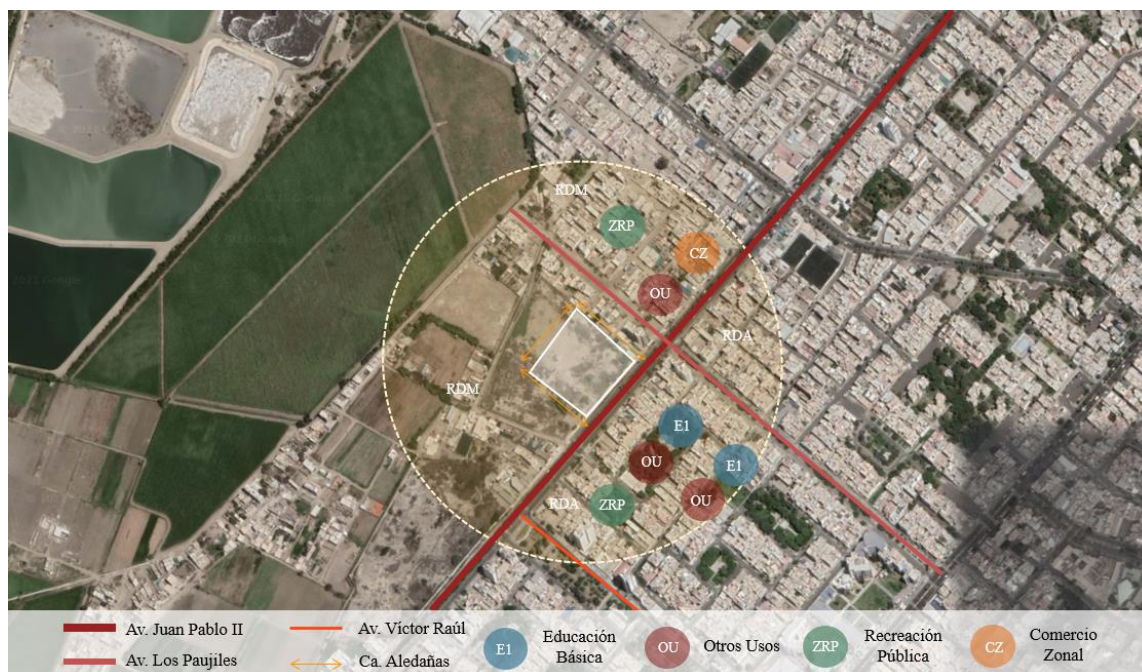 RDM
ZRP
CZ
OU
RDA
RDM
E1
OU
E1
RDA
ZRP
OU
Av. Juan Pablo II
Av. Víctor Raúl
E1
Educación
Básica
OU
Otros Usos
ZRP
Recreación
Pública
CZ
Comercio
Zonal
Av. Los Paujiles
Ca. Aledañas